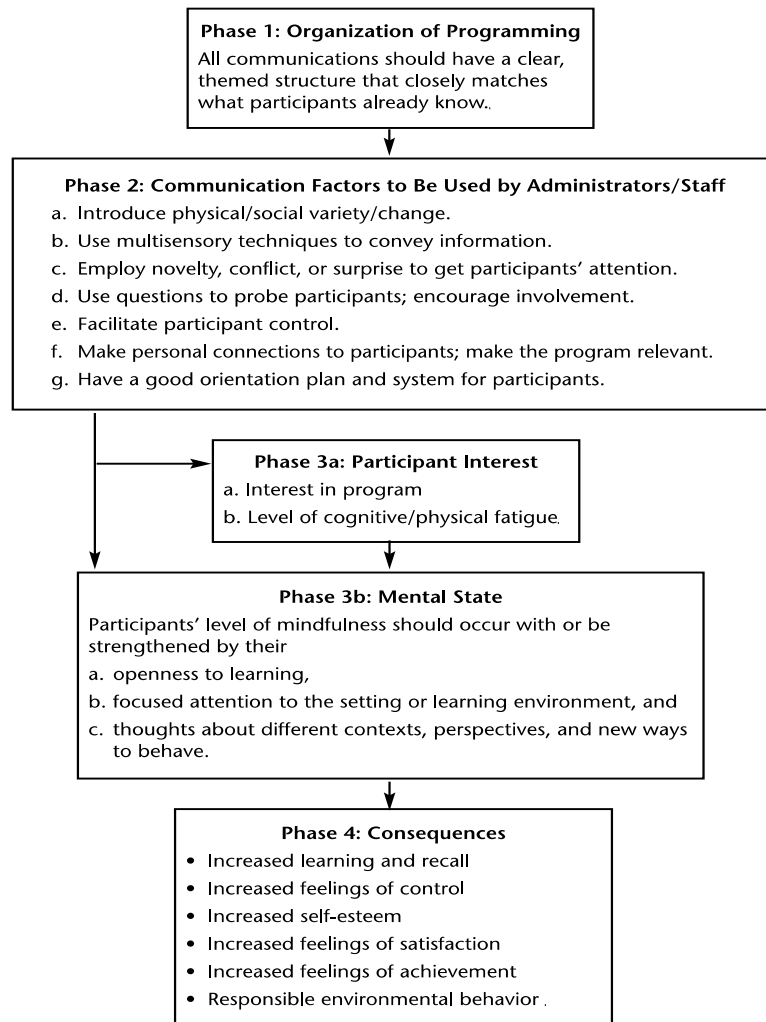 Phase 1: Organization of Programming
All communications should have a clear,
themed structure that closely matches
what participants already know.
Phase 2: Communication Factors to Be Used by Administrators/Staff
a. Introduce physical/social variety/change.
b. Use multisensory techniques to convey information.
c. Employ novelty, conflict, or surprise to get participants’ attention.
d. Use questions to probe participants; encourage involvement.
e. Facilitate participant control.
f. Make personal connections to participants; make the program relevant.
g. Have a good orientation plan and system for participants.
Phase 3a: Participant Interest
a. Interest in program
b. Level of cognitive/physical fatigue.
Phase 3b: Mental State
Participants’ level of mindfulness should occur with or be
strengthened by their
a. openness to learning,
b. focused attention to the setting or learning environment, and
c. thoughts about different contexts, perspectives, and new ways
to behave.
Phase 4: Consequences
• Increased learning and recall
• Increased feelings of control
• Increased self-esteem
• Increased feelings of satisfaction
• Increased feelings of achievement
• Responsible environmental behavior.